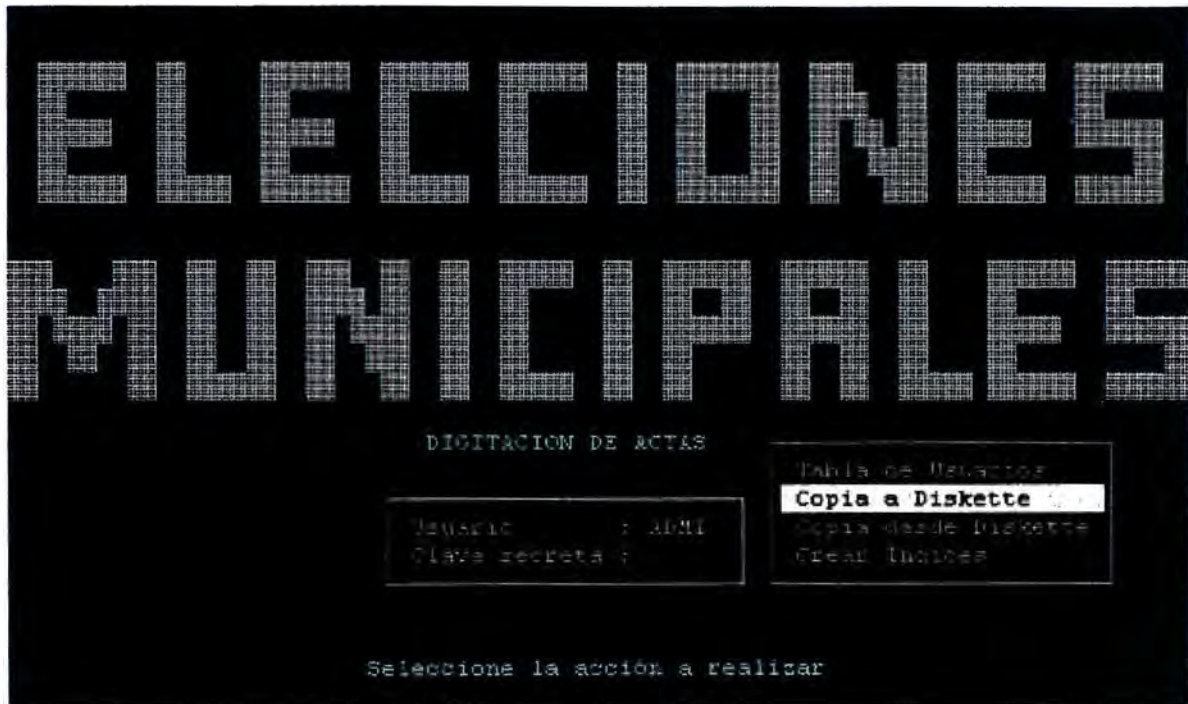 ELECCIONES
MUNICIPALES
DIGITACION DE ACTAS
Usuario : ADMI
Clave secreta :
Tabla de Usuarios
Copia a Diskette
Copia desde Diskette
Crear Indices
Seleccione la acción a realizar